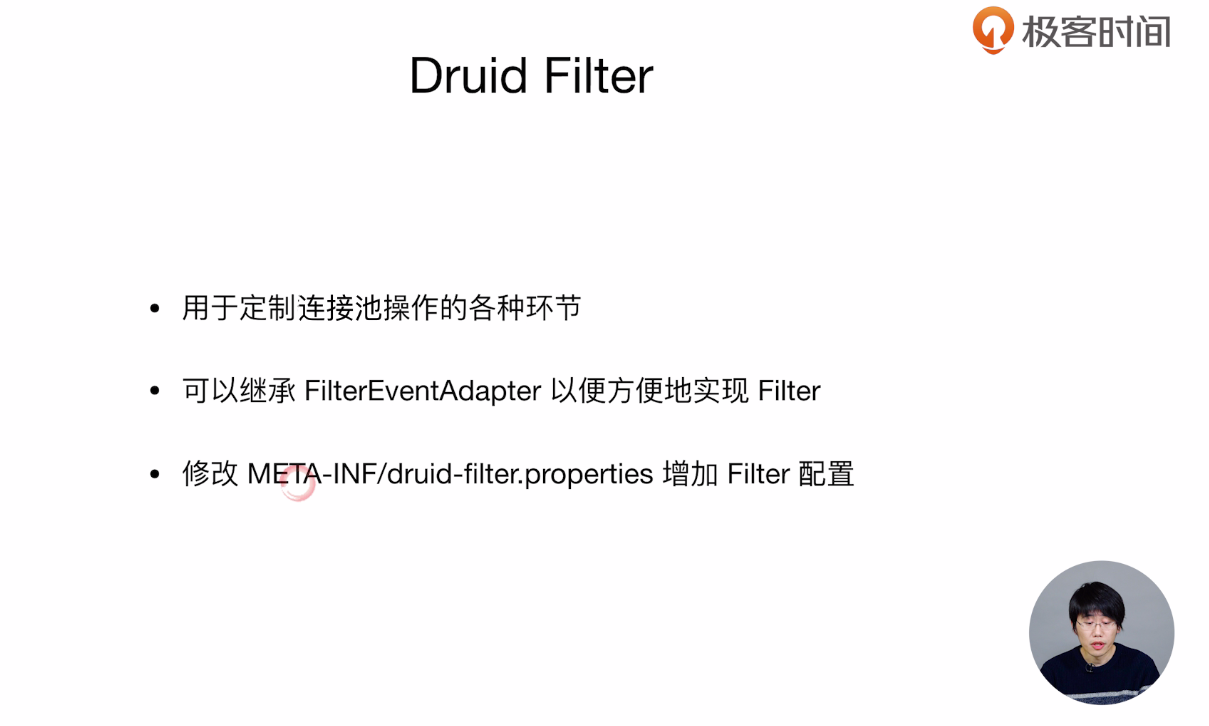 极客时间
Druid Filter
• 用于定制连接池操作的各种环节
• 可以继承 FilterEventAdapter 以便方便地实现 Filter
• 修改 META-INF/druid-filter.properties 增加 Filter 配置